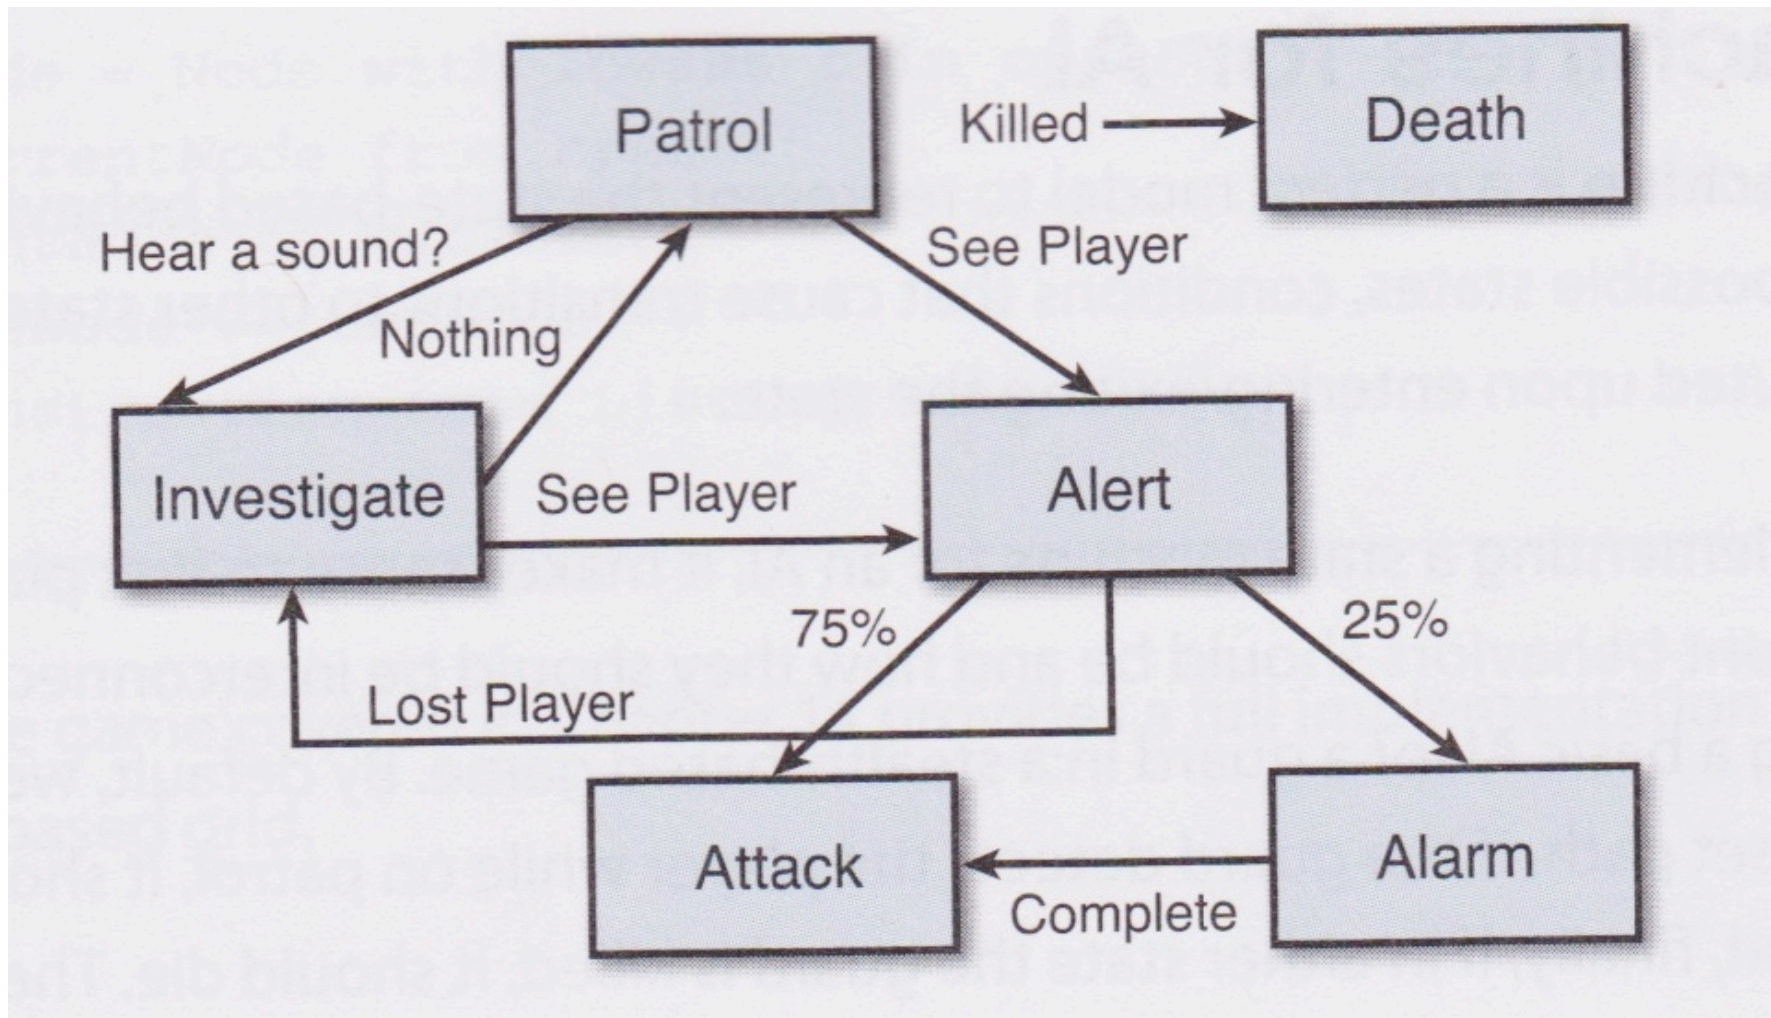 Patrol
Killed
Death
Hear a sound?
See Player
Nothing
Investigate
See Player
Alert
75%
25%
Lost Player
Attack
Alarm
Complete